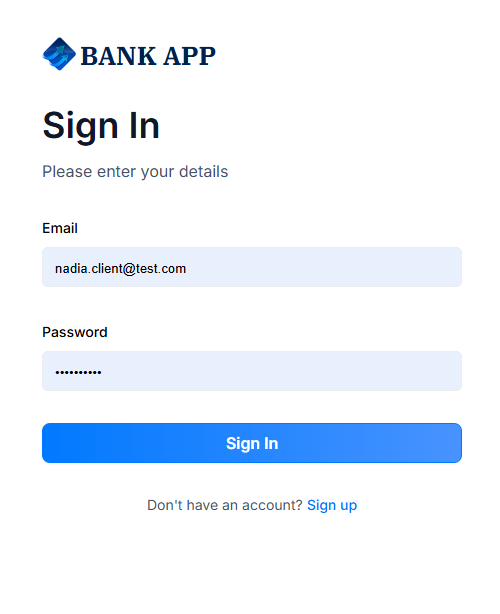 BANK APP
Sign In
Please enter your details
Email
nadia.client@test.com
Password
••••••••••
Sign In
Don't have an account? Sign up